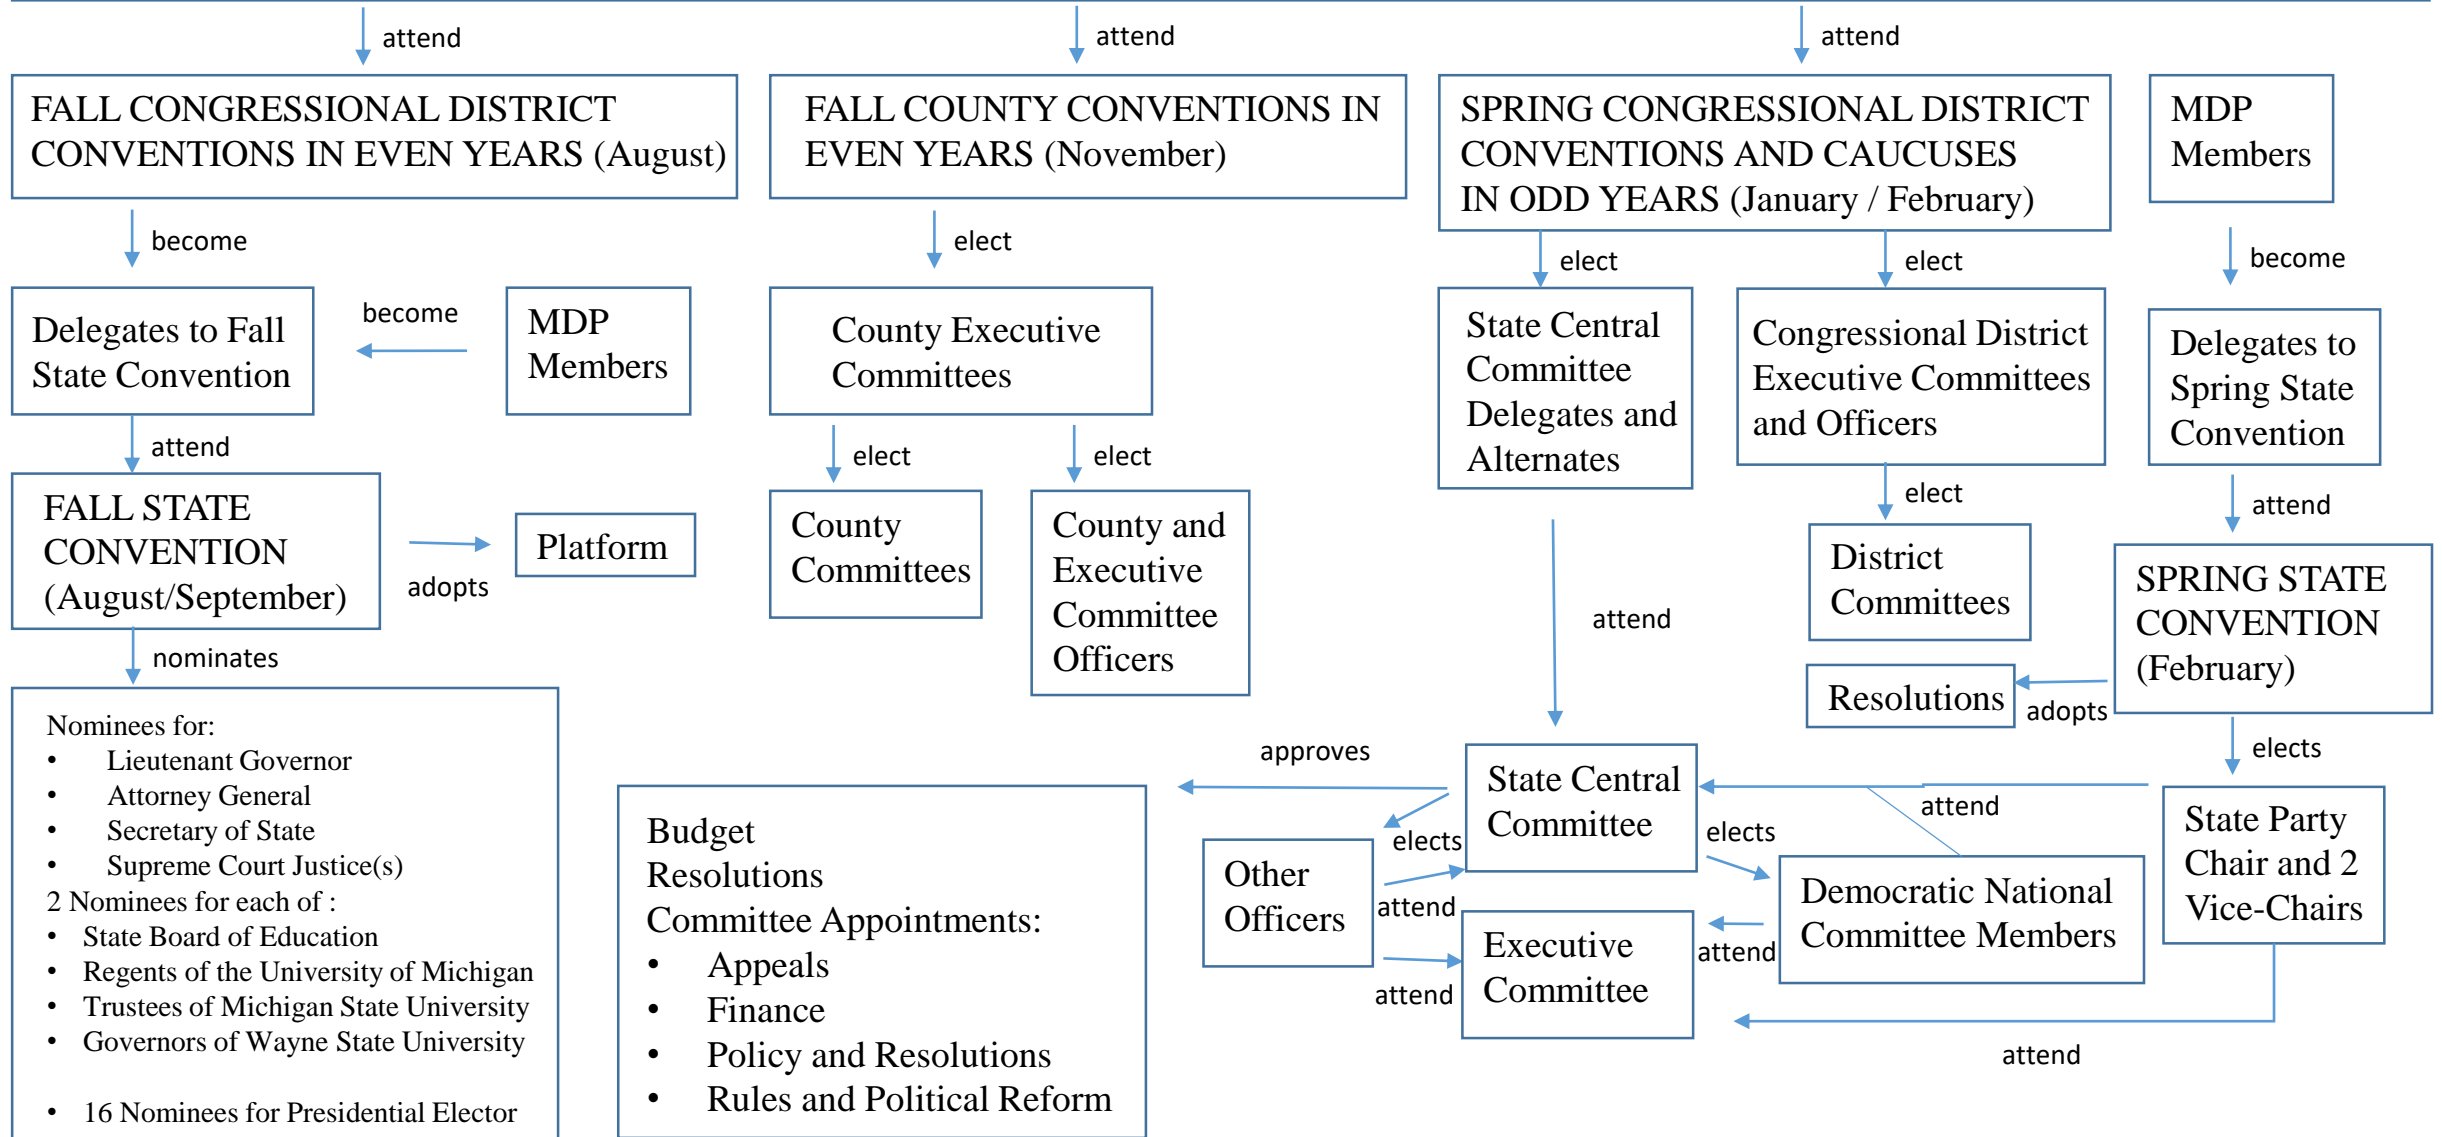 attend
attend
attend
FALL CONGRESSIONAL DISTRICT
CONVENTIONS IN EVEN YEARS (August)
FALL COUNTY CONVENTIONS IN
EVEN YEARS (November)
SPRING CONGRESSIONAL DISTRICT
CONVENTIONS AND CAUCUSES
IN ODD YEARS (January / February)
MDP
Members
become
elect
elect
elect
become
Delegates to Fall
State Convention
become
MDP
Members
County Executive
Committees
State Central
Committee
Delegates and
Alternates
Congressional District
Executive Committees
and Officers
Delegates to
Spring State
Convention
attend
elect
elect
elect
attend
FALL STATE
CONVENTION
(August/September)
adopts
Platform
County
Committees
County and
Executive
Committee
Officers
attend
District
Committees
SPRING STATE
CONVENTION
(February)
adopts
Resolutions
nominates
elects
Nominees for:
• Lieutenant Governor
• Attorney General
• Secretary of State
• Supreme Court Justice(s)
2 Nominees for each of :
• State Board of Education
• Regents of the University of Michigan
• Trustees of Michigan State University
• Governors of Wayne State University
• 16 Nominees for Presidential Elector
approves
Budget
Resolutions
Committee Appointments:
• Appeals
• Finance
• Policy and Resolutions
• Rules and Political Reform
State Central
Committee
elects
elects
attend
State Party
Chair and 2
Vice-Chairs
Other
Officers
attend
attend
Executive
Committee
attend
Democratic National
Committee Members
attend